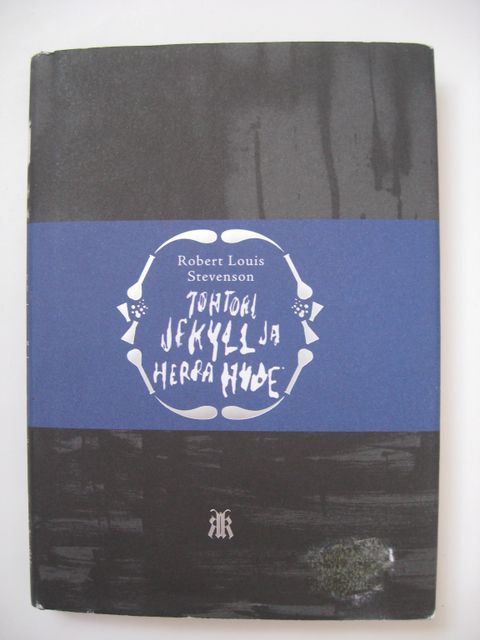 Robert Louis
Stevenson
TOHTORI
JEKYLL JA
HERRA HYDE